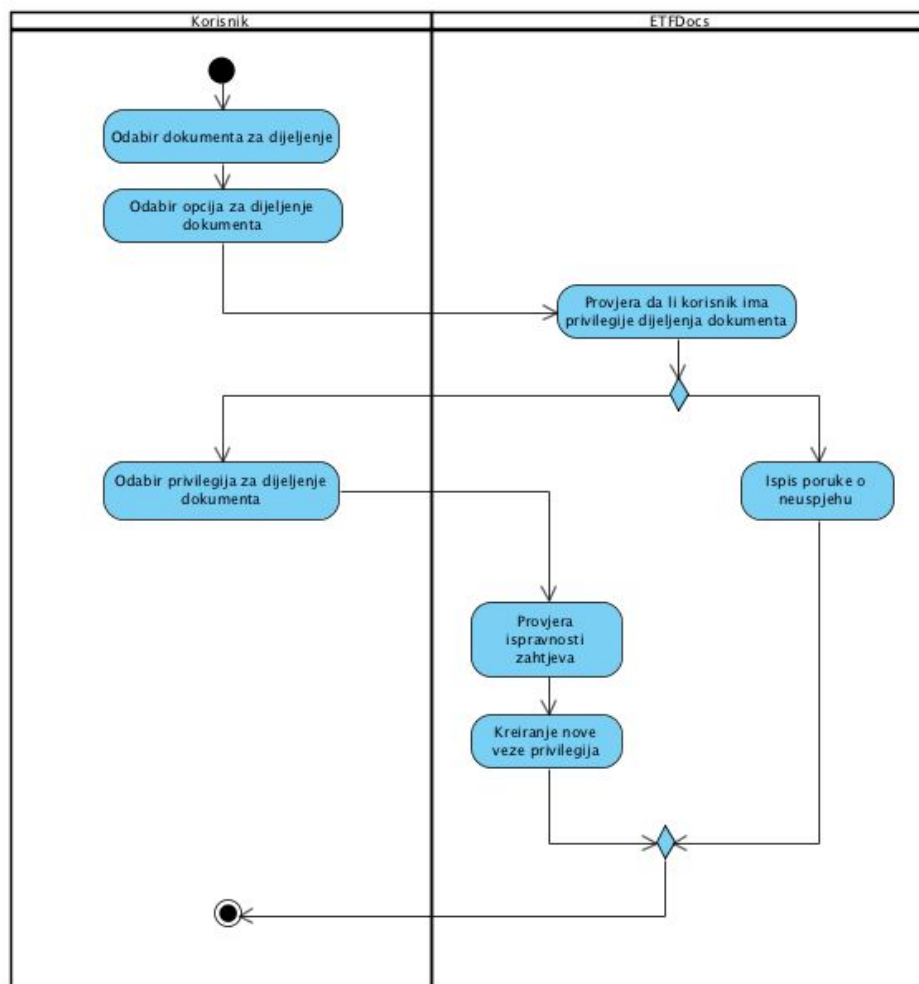 Korisnik
ETFDocs
Odabir dokumenta za dijeljenje
Odabir opcija za dijeljenje
dokumenta
Provjera da li korisnik ima
privilegije dijeljenja dokumenta
Odabir privilegija za dijeljenje
dokumenta
Ispis poruke o
neuspjehu
Provjera
ispravnosti
zahtjeva
Kreiranje nove
veze privilegija